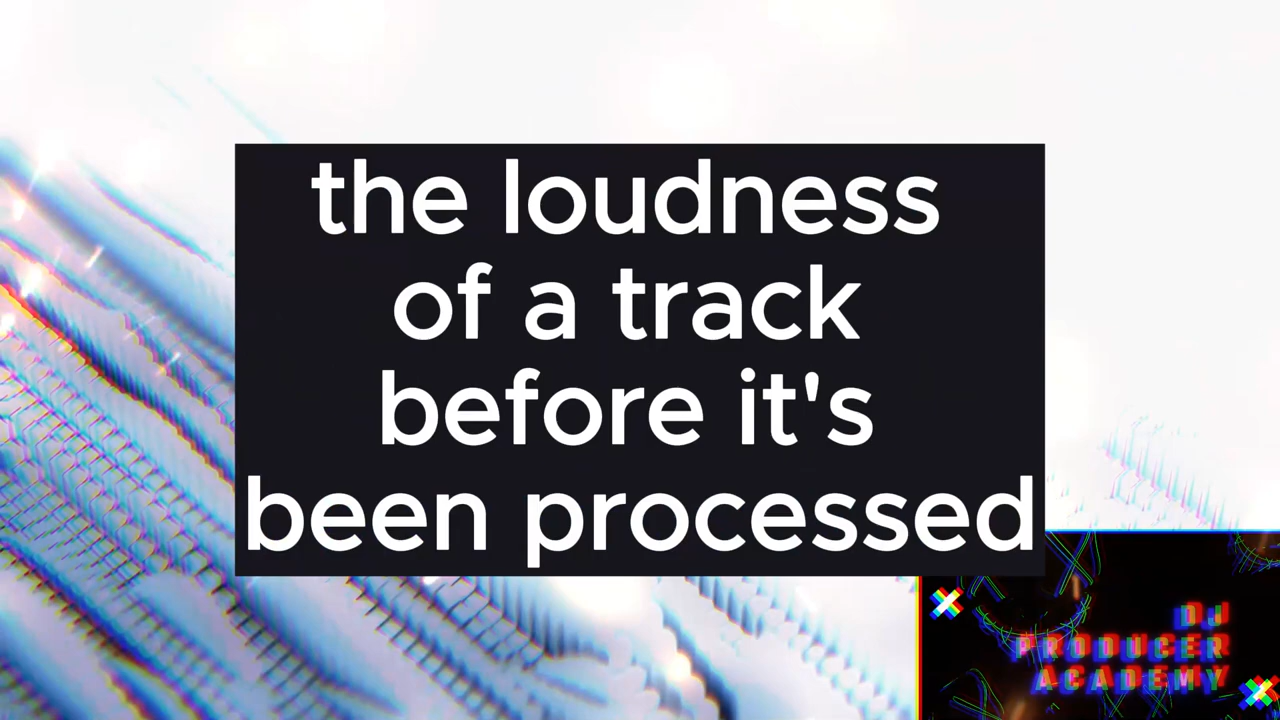 the loudness
of a track
before it's
been processed
DJ
PRODUCER
ACADEMY